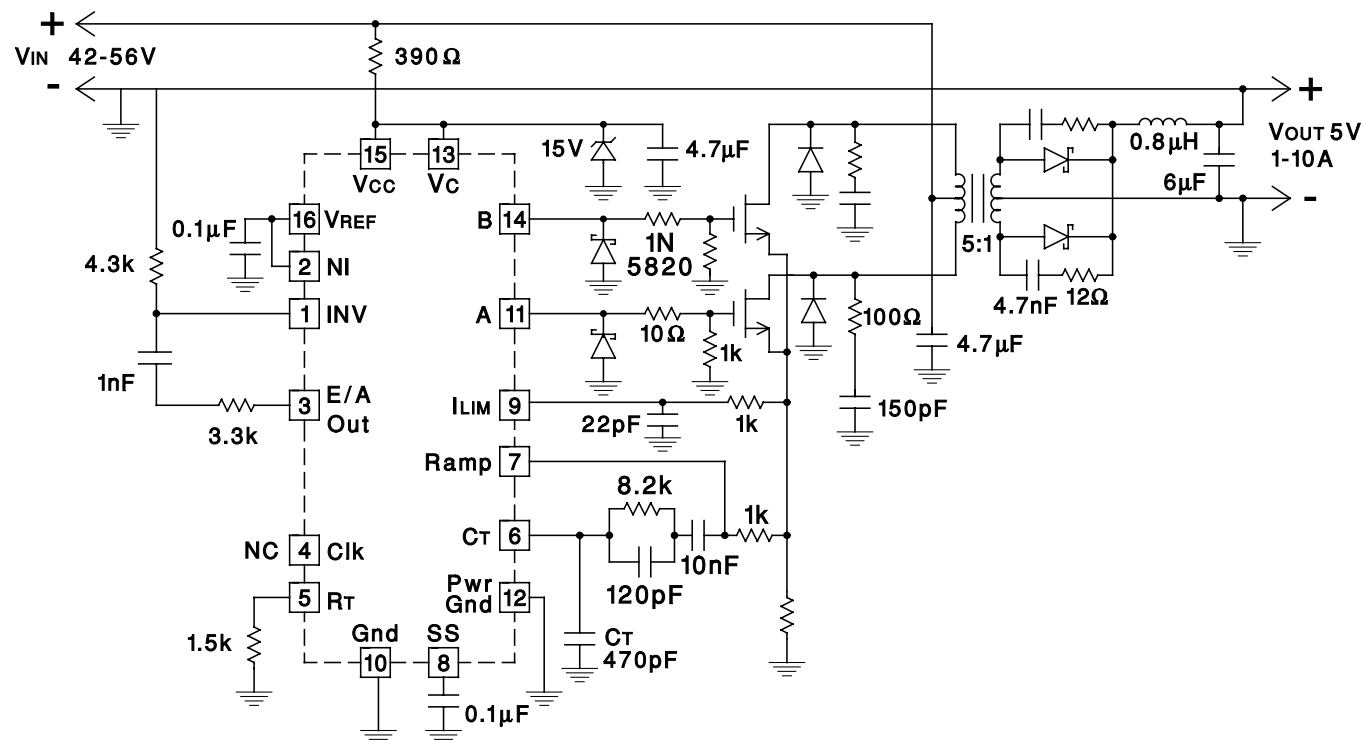 +
VIN 42-56V
-
390Ω
+
VOUT 5V
1-10A
-
15
VCC
13
VC
15V
4.7µF
0.8µH
6µF
0.1µF
16 VREF
B 14
1N
5820
5:1
4.3k
2 NI
4.7nF
12Ω
1 INV
A 11
10Ω
1k
100Ω
4.7µF
1nF
3 E/A
Out
3.3k
ILIM 9
22pF
1k
150pF
Ramp 7
8.2k
1k
CT 6
10nF
120pF
NC 4 Clk
5 RT
Pwr
Gnd 12
1.5k
Gnd
10
SS
8
CT
470pF
0.1µF